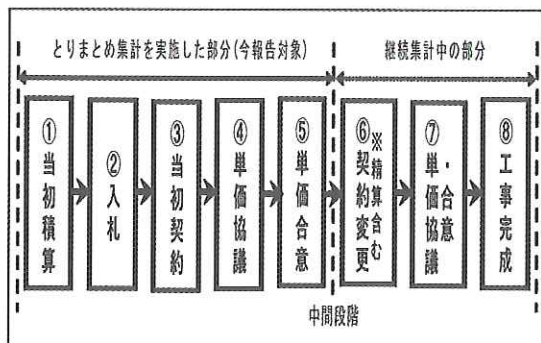 とりまとめ集計を実施した部分(今報告対象)
継続集計中の部分
①当初積算
②入札
③当初契約
④単価協議
⑤単価合意
⑥契約変更
※精算含む
⑦単価協議
・合意
⑧工事完成
中間段階